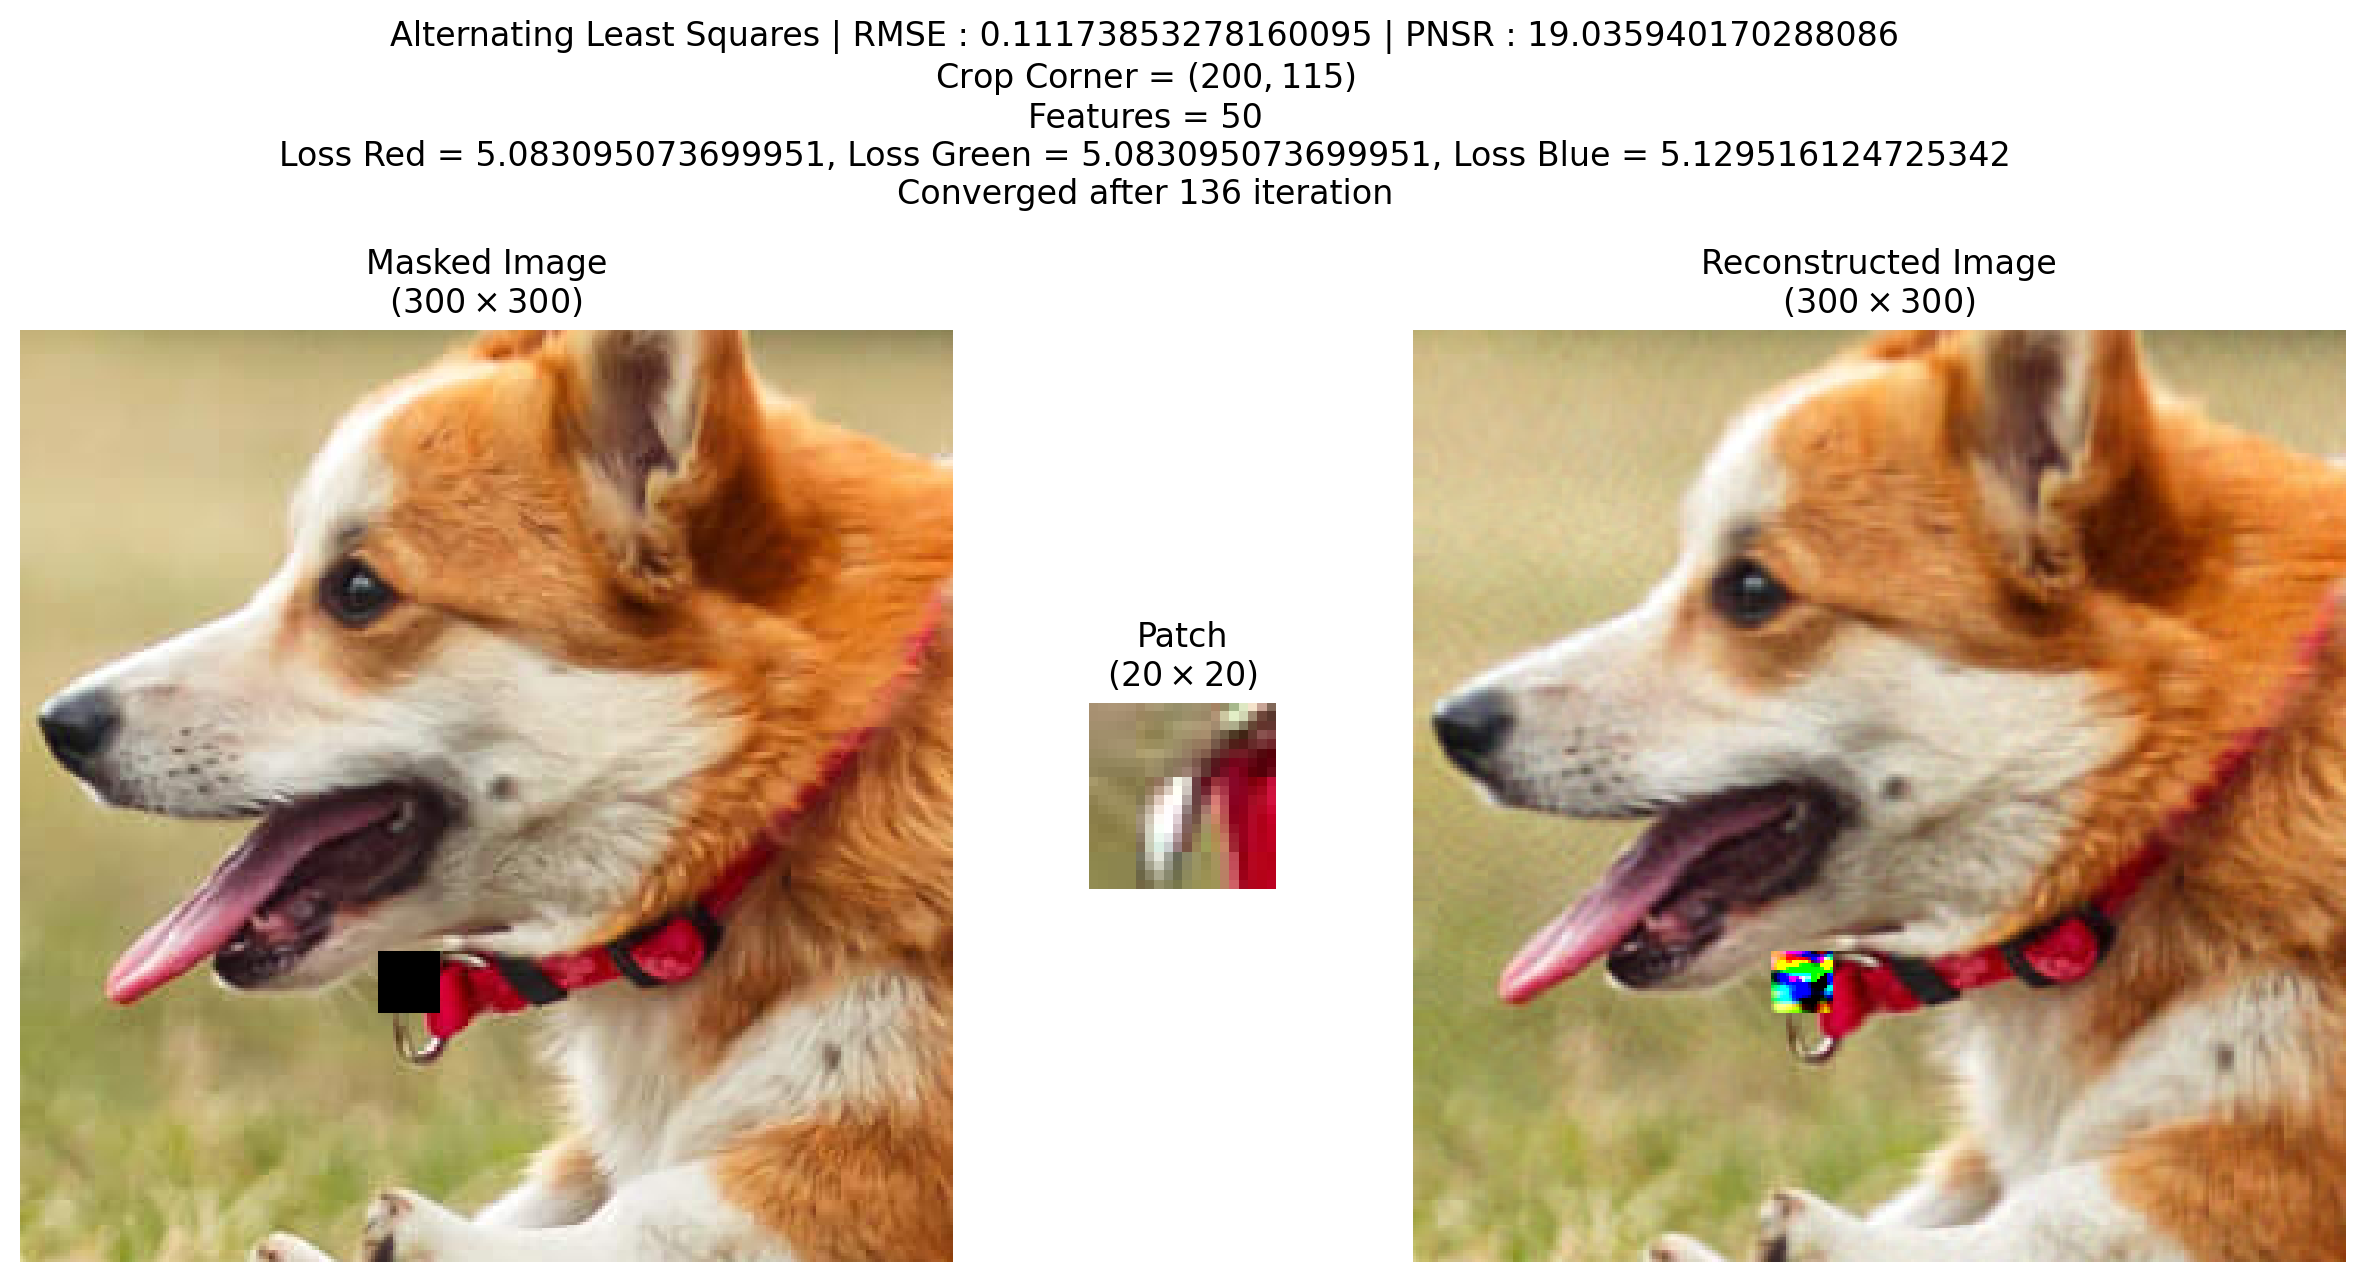 Alternating Least Squares | RMSE : 0.11173853278160095 | PNSR : 19.035940170288086
Crop Corner = (200, 115)
Features = 50
Loss Red = 5.083095073699951, Loss Green = 5.083095073699951, Loss Blue = 5.129516124725342
Converged after 136 iteration
Masked Image
(300 × 300)
Patch
(20 × 20)
Reconstructed Image
(300 × 300)